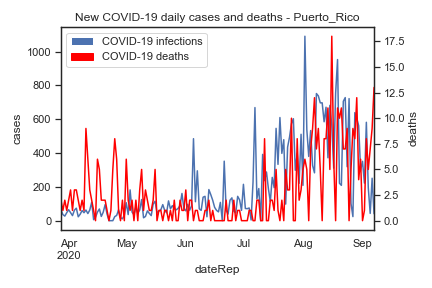 New COVID-19 daily cases and deaths - Puerto_Rico
COVID-19 infections
COVID-19 deaths
1000
800
600
400
200
0
cases
17.5
15.0
12.5
10.0
7.5
5.0
2.5
0.0
deaths
Apr
2020
May
Jun
Jul
Aug
Sep
dateRep